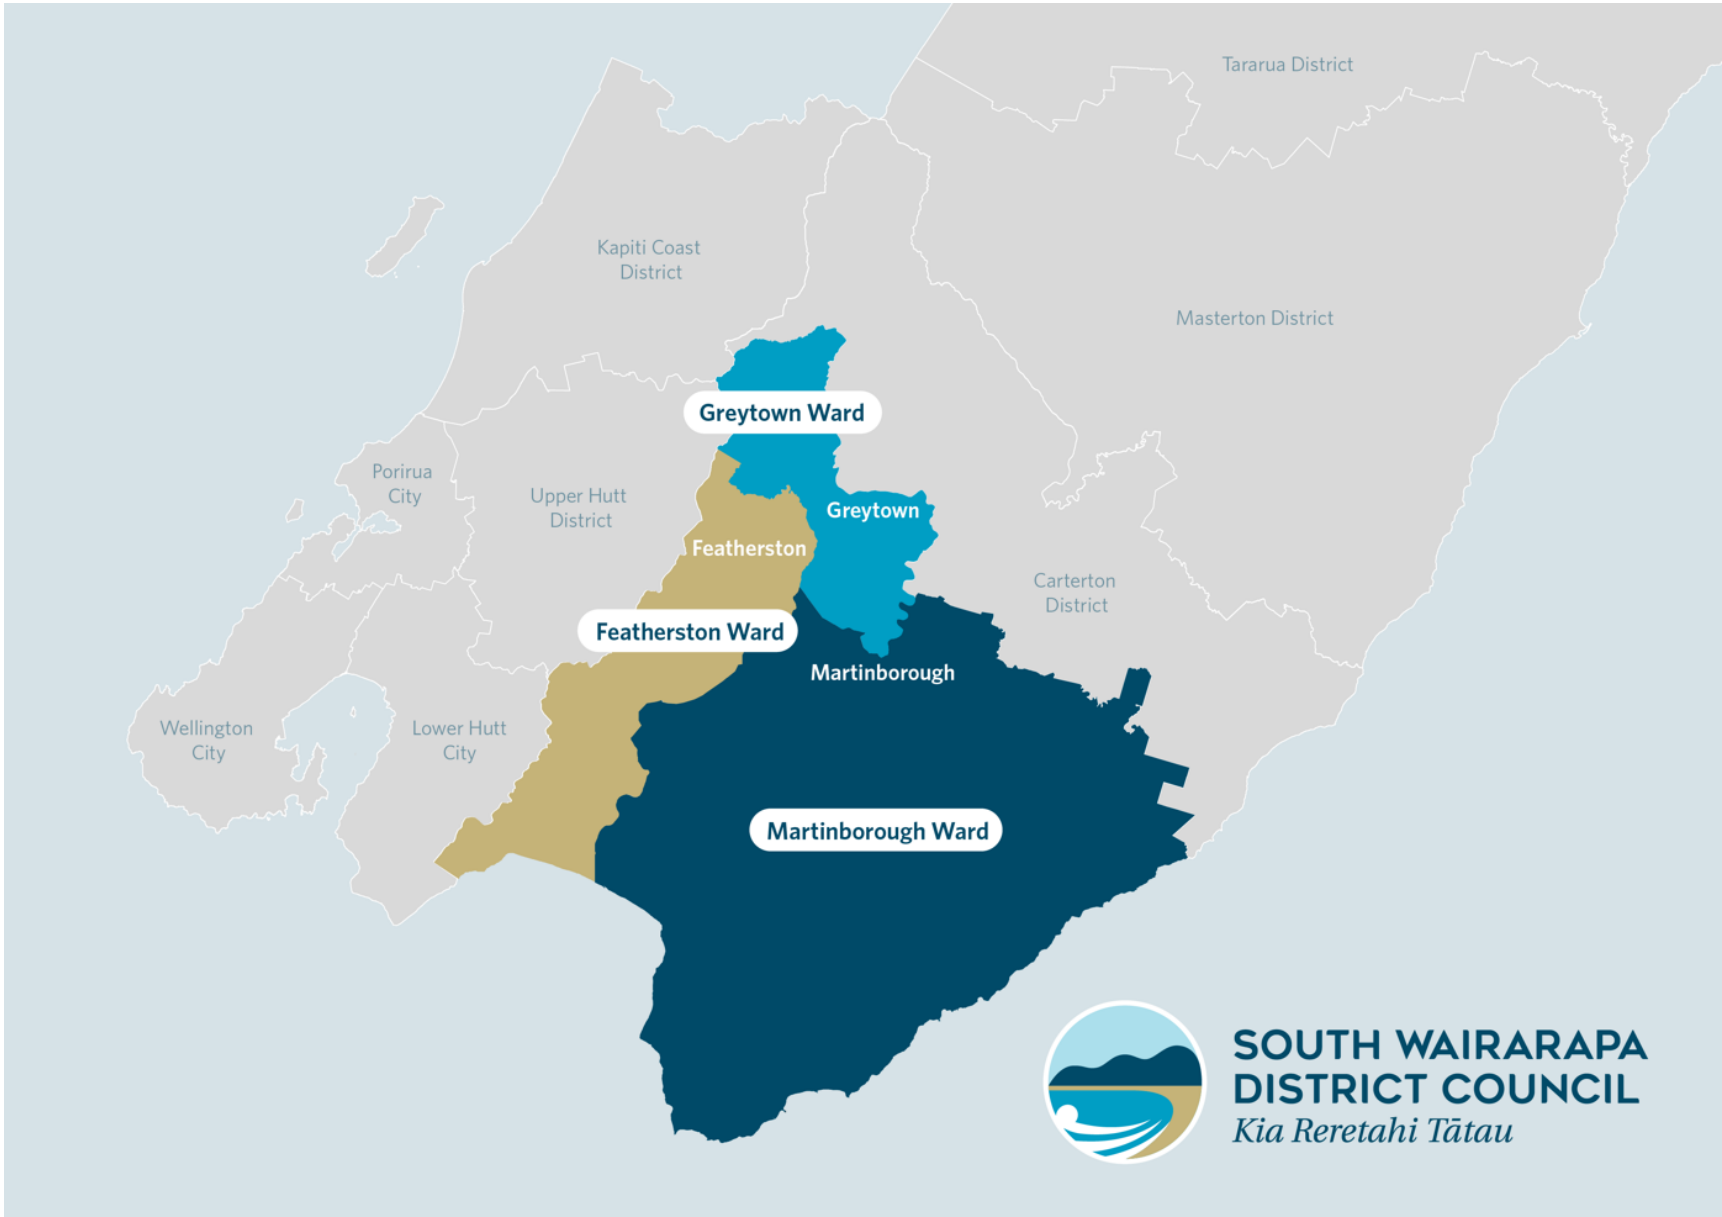 Tararua District
Kapiti Coast
District
Masterton District
Greytown Ward
Porirua
City
Upper Hutt
District
Greytown
Featherston
Carterton
District
Featherston Ward
Martinborough
Wellington
City
Lower Hutt
City
Martinborough Ward
SOUTH WAIRARAPA
DISTRICT COUNCIL
Kia Reretahi Tātau